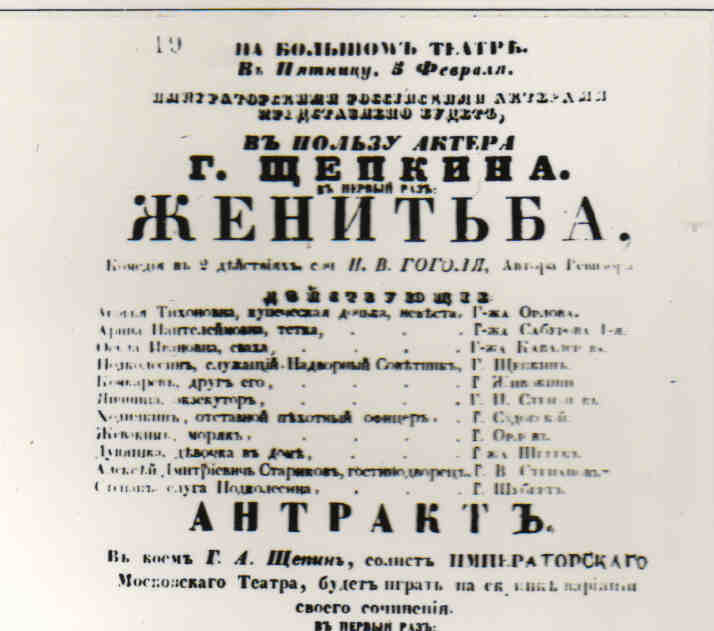 19
НА БОЛЬШОМЪ ТЕАТРѢ.
Въ Пятницу, 5 Февраля.
ИМПЕРАТОРСКИМИ РОССІЙСКИМИ АКТЕРАМИ
ПРЕДСТАВЛЕНО БУДЕТЪ,
ВЪ ПОЛЬЗУ АКТЕРА
Г. ЩЕПКИНА.
ВЪ ПЕРВЫЙ РАЗЪ:
ЖЕНИТЬБА,
Комедія въ 2 дѣйствіяхъ, соч Н. В. ГОГОЛЯ, Автора Ревизора
ДѢЙСТВУЮЩІЕ
Агафья Тихоновна, купеческая дочька, невѣста. Г-жа Орлова.
Арина Пантелеймовна, тетка, . . . . Г-жа Сабурова 1-я.
Ѳекла Ивановна, сваха, . . . . Г-жа Кавалерова.
Подколесинъ, служащій Надворный Совѣтникъ, Г. Щепкинъ.
Кочкаревъ, другъ его, . . . . Г Живокини
Яичница, экзекуторъ, . . . . Г. П. Степановъ.
Ходилкинъ, отставной пѣхотный офицеръ. . Г. Садовскій.
Жевакинъ, морякъ. . . . . Г. Орловъ.
Дуняшка, дѣвочка въ домѣ, . . . . Г-жа
Алексѣй Дмитріевичъ Стариковъ, гостинодворецъ. Г. В Степановъ
Степанъ слуга Подколесина, . . . . Г. Шубертъ.
АНТРАКТЪ.
Въ коемъ Г. А. Щепинъ, солистъ ИМПЕРАТОРСКАГО
Московскаго Театра, будетъ играть на скрипкѣ варіаціи
своего сочиненія.
ВЪ ПЕРВЫЙ РАЗЪ: